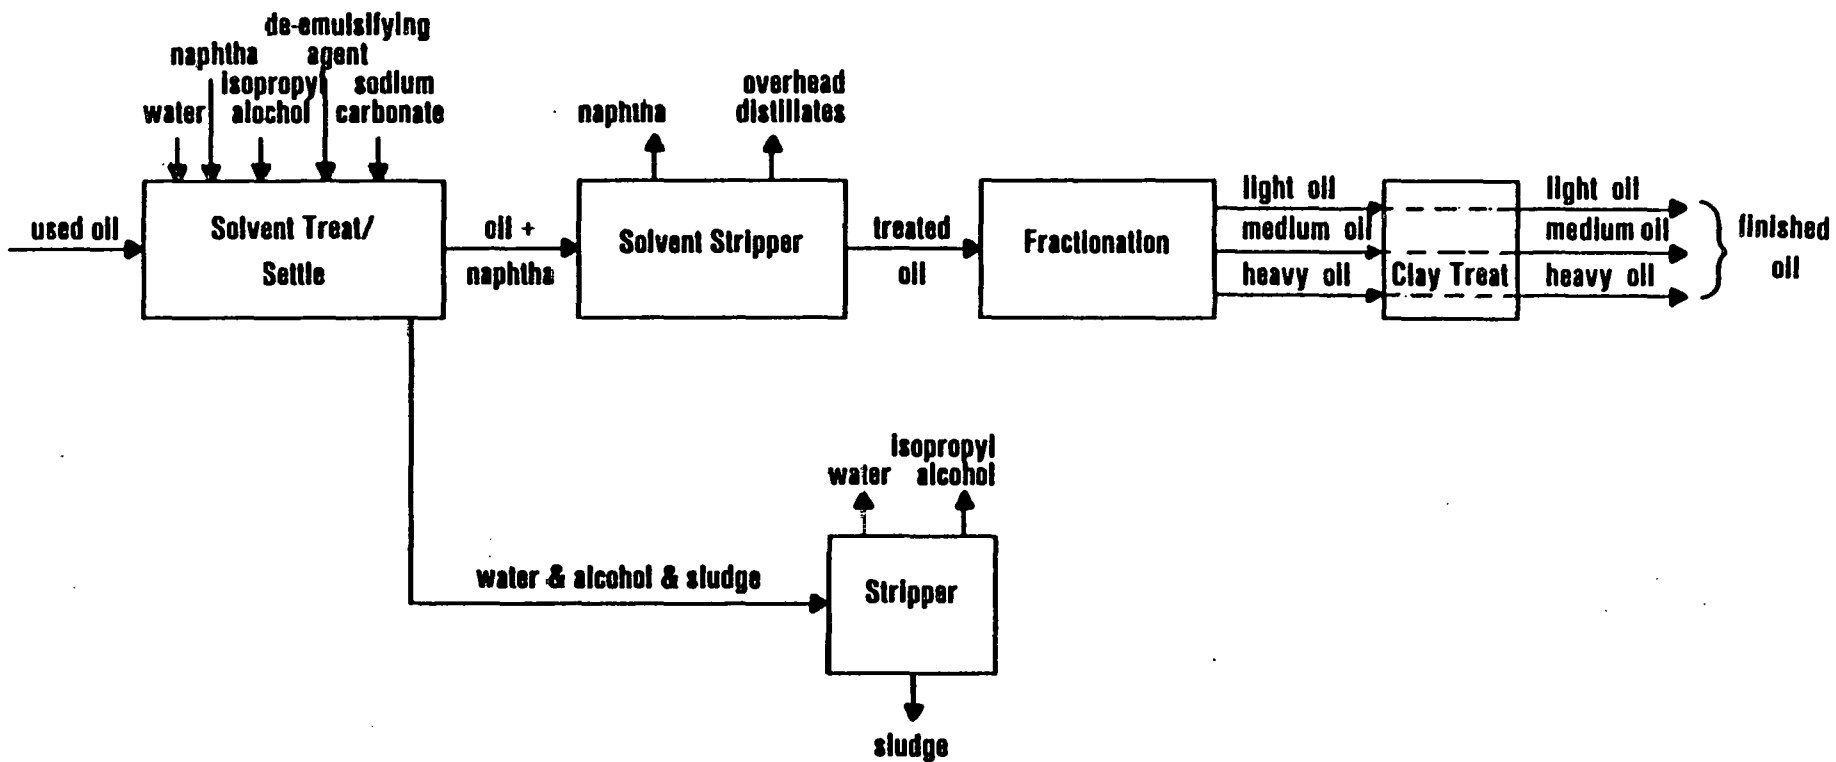 de-emulsifying
agent
naphtha
isopropyl
alochol
sodium
carbonate
water
naphtha
overhead
distillates
used oil
Solvent Treat/
Settle
oil +
naphtha
Solvent Stripper
treated
oil
Fractionation
light oil
medium oil
heavy oil
Clay Treat
light oil
medium oil
heavy oil
finished
oil
water & alcohol & sludge
water
isopropyl
alcohol
Stripper
sludge